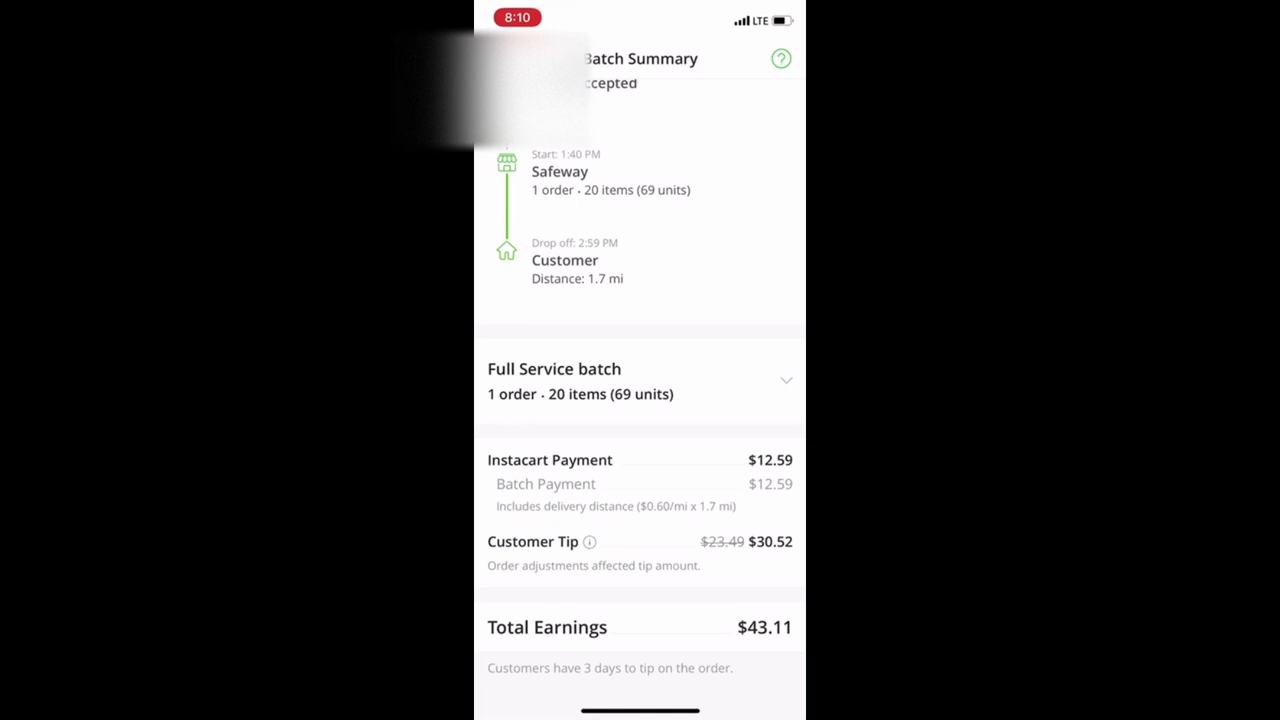 8:10
LTE
Batch Summary
?
ccepted
Start: 1:40 PM
Safeway
1 order · 20 items (69 units)
Drop off: 2:59 PM
Customer
Distance: 1.7 mi
Full Service batch
1 order · 20 items (69 units)
Instacart Payment $12.59
Batch Payment $12.59
Includes delivery distance ($0.60/mi x 1.7 mi)
Customer Tip i $23.49 $30.52
Order adjustments affected tip amount.
Total Earnings $43.11
Customers have 3 days to tip on the order.